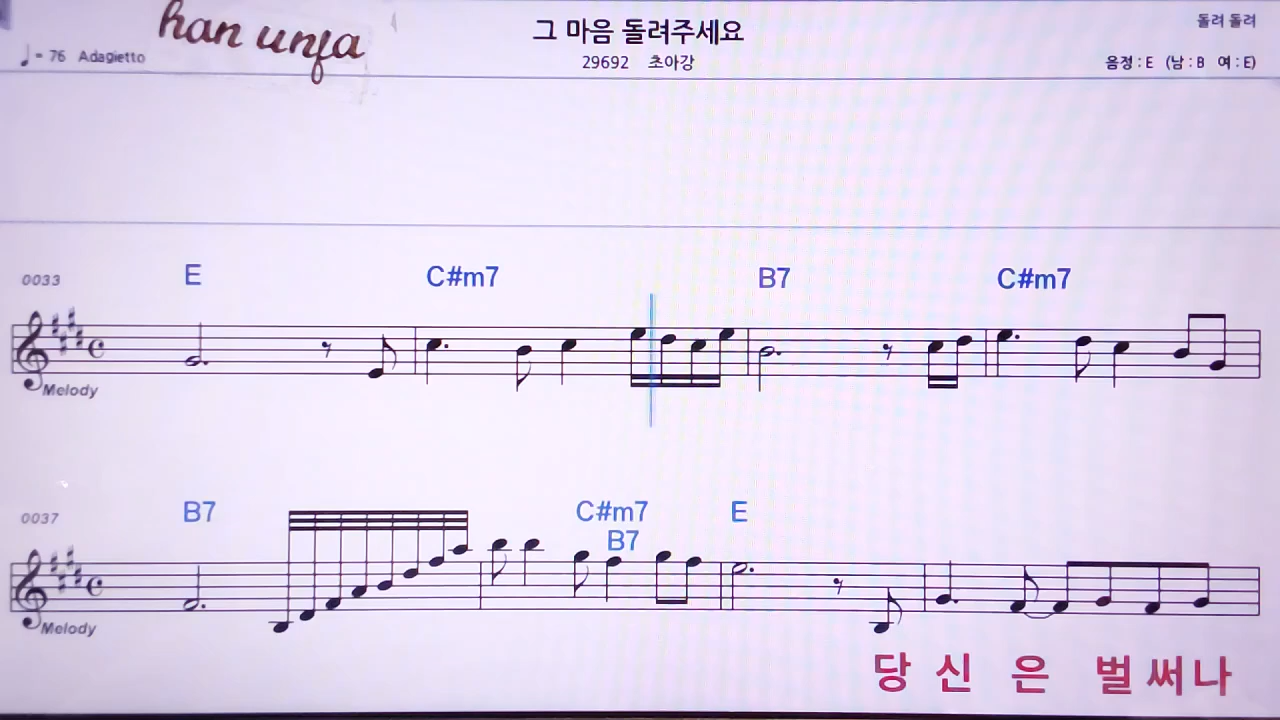 han unja
그 마음 돌려주세요
돌려 돌려
♩= 76 Adagietto
29692 초아강
음정 : E (남 : B 여 : E)
0033 E C#m7 B7 C#m7
Melody
0037 B7 C#m7 E
B7
Melody
당 신 은 벌 써 나